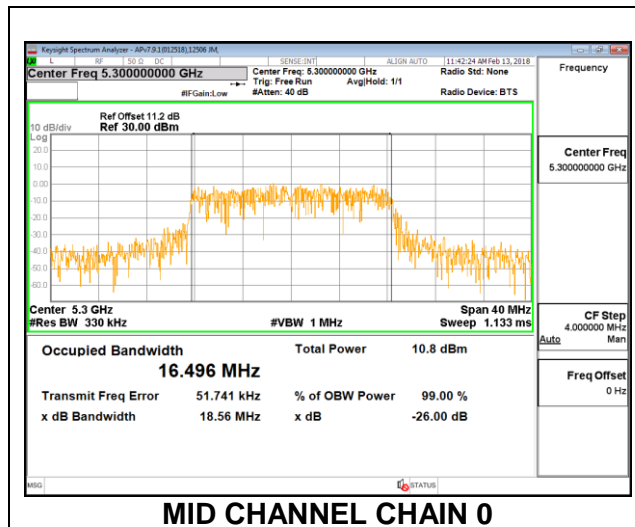 Keysight Spectrum Analyzer - APv7.9.1(012518),12506 JM,
L RF 50 Ω DC SENSE:INT ALIGN AUTO 11:42:24 AM Feb 13, 2018
Center Freq 5.300000000 GHz
Center Freq: 5.300000000 GHz
Radio Std: None
Trig: Free Run Avg|Hold: 1/1
#IFGain:Low #Atten: 40 dB Radio Device: BTS
Frequency
Ref Offset 11.2 dB
10 dB/div Ref 30.00 dBm
Log
20.0
10.0
0.00
-10.0
-20.0
-30.0
-40.0
-50.0
-60.0
Center 5.3 GHz Span 40 MHz
#Res BW 330 kHz #VBW 1 MHz Sweep 1.133 ms
Center Freq
5.300000000 GHz
CF Step
4.000000 MHz
Auto Man
Freq Offset
0 Hz
Occupied Bandwidth Total Power 10.8 dBm
16.496 MHz
Transmit Freq Error 51.741 kHz % of OBW Power 99.00 %
x dB Bandwidth 18.56 MHz x dB -26.00 dB
MSG STATUS
MID CHANNEL CHAIN 0